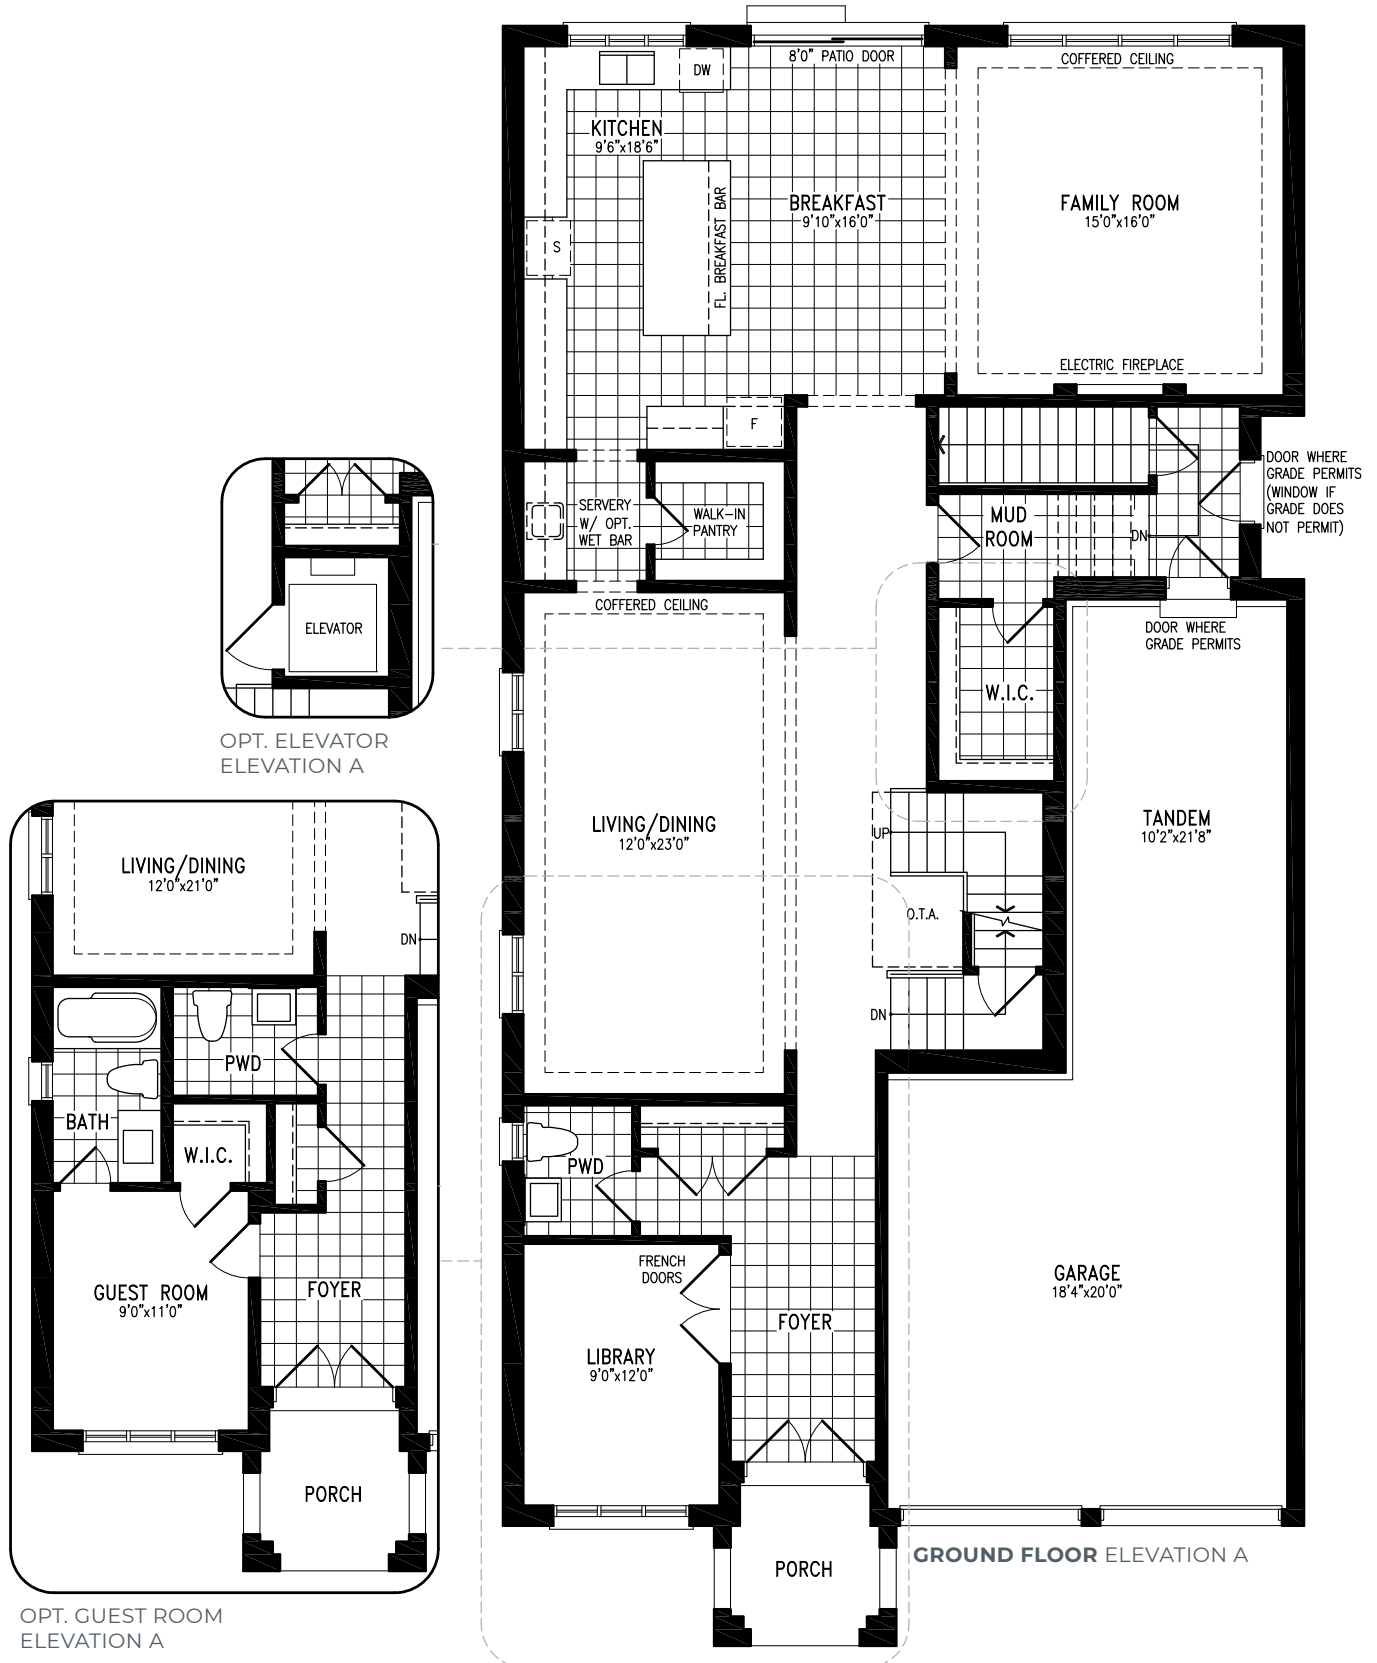 8'0" PATIO DOOR
COFFERED CEILING
DW
KITCHEN
9'6"x18'6"
BREAKFAST
9'10"x16'0"
FAMILY ROOM
15'0"x16'0"
S
FL. BREAKFAST BAR
ELECTRIC FIREPLACE
F
DOOR WHERE
GRADE PERMITS
(WINDOW IF
GRADE DOES
NOT PERMIT)
SERVERY
W/ OPT.
WET BAR
WALK-IN
PANTRY
MUD
ROOM
DN
COFFERED CEILING
DOOR WHERE
GRADE PERMITS
ELEVATOR
W.I.C.
OPT. ELEVATOR
ELEVATION A
LIVING/DINING
12'0"x23'0"
UP
TANDEM
10'2"x21'8"
O.T.A.
DN
LIVING/DINING
12'0"x21'0"
DN
PWD
BATH
W.I.C.
PWD
GUEST ROOM
9'0"x11'0"
FOYER
FRENCH
DOORS
GARAGE
18'4"x20'0"
FOYER
LIBRARY
9'0"x12'0"
PORCH
PORCH
GROUND FLOOR ELEVATION A
OPT. GUEST ROOM
ELEVATION A